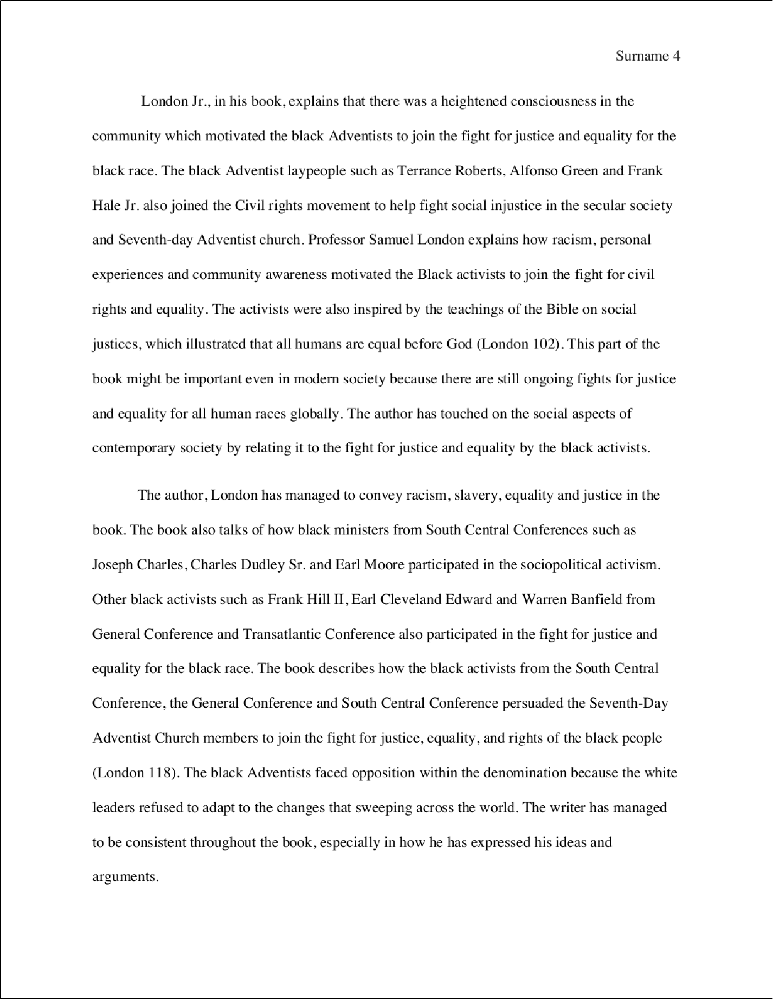 Surname 4
London Jr., in his book, explains that there was a heightened consciousness in the
community which motivated the black Adventists to join the fight for justice and equality for the
black race. The black Adventist laypeople such as Terrance Roberts, Alfonso Green and Frank
Hale Jr. also joined the Civil rights movement to help fight social injustice in the secular society
and Seventh-day Adventist church. Professor Samuel London explains how racism, personal
experiences and community awareness motivated the Black activists to join the fight for civil
rights and equality. The activists were also inspired by the teachings of the Bible on social
justices, which illustrated that all humans are equal before God (London 102). This part of the
book might be important even in modern society because there are still ongoing fights for justice
and equality for all human races globally. The author has touched on the social aspects of
contemporary society by relating it to the fight for justice and equality by the black activists.
The author, London has managed to convey racism, slavery, equality and justice in the
book. The book also talks of how black ministers from South Central Conferences such as
Joseph Charles, Charles Dudley Sr. and Earl Moore participated in the sociopolitical activism.
Other black activists such as Frank Hill II, Earl Cleveland Edward and Warren Banfield from
General Conference and Transatlantic Conference also participated in the fight for justice and
equality for the black race. The book describes how the black activists from the South Central
Conference, the General Conference and South Central Conference persuaded the Seventh-Day
Adventist Church members to join the fight for justice, equality, and rights of the black people
(London 118). The black Adventists faced opposition within the denomination because the white
leaders refused to adapt to the changes that sweeping across the world. The writer has managed
to be consistent throughout the book, especially in how he has expressed his ideas and
arguments.